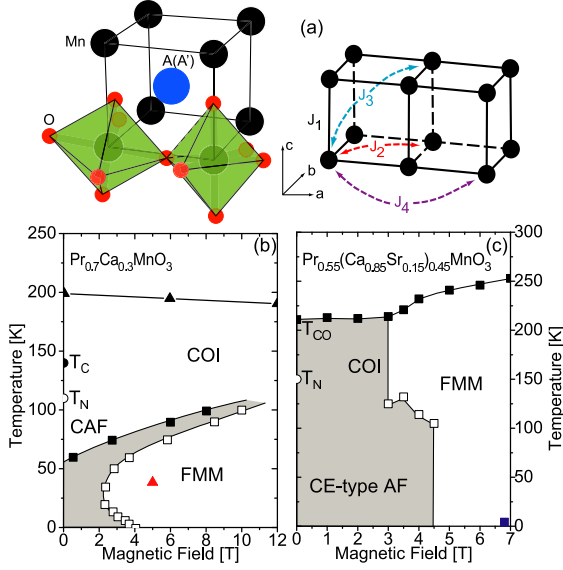 Mn
A(A')
O
c
b
a
J1
J3
J2
J4
(a)
(b)
Pr0.7Ca0.3MnO3
Temperature [K]
250
200
150
100
50
0
TC
TN
COI
CAF
FMM
0 2 4 6 8 10 12
Magnetic Field [T]
(c)
Pr0.55(Ca0.85Sr0.15)0.45MnO3
TCO
TN
COI
FMM
CE-type AF
300
250
200
150
100
50
0
Temperature [K]
0 1 2 3 4 5 6 7
Magnetic Field [T]